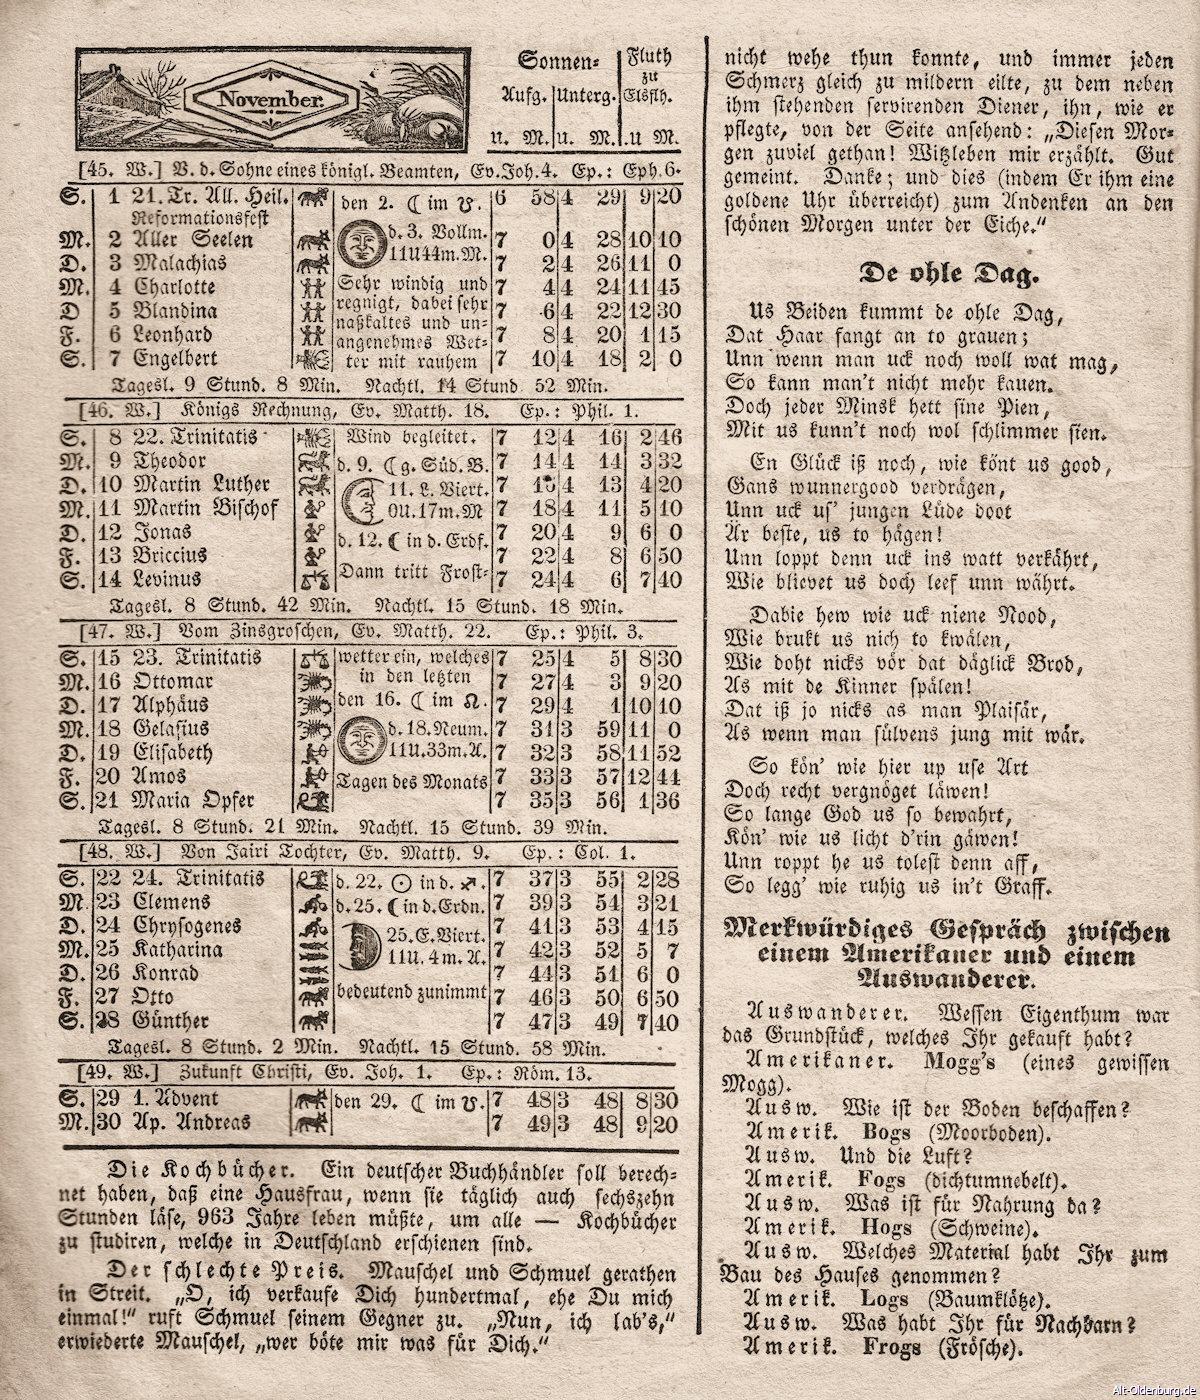 November.
Sonnen= Fluth
zu
Aufg. Unterg. Elsflh.
U. M. U. M. U. M.
[45. W.] V. d. Sohne eines königl. Beamten, Ev. Joh. 4. Ep.: Eph. 6.
S. 1 21. Tr. All. Heil. den 2. ☾ im ☋. 6 58 4 29 9 20
Reformationsfest
M. 2 Aller Seelen d. 3. Vollm. 7 0 4 28 10 10
D. 3 Malachias 11U 44m. M. 7 2 4 26 11 0
M. 4 Charlotte Sehr windig und 7 4 4 24 11 45
D 5 Blandina regnigt, dabei sehr 7 6 4 22 12 30
F. 6 Leonhard naßkaltes und un= 7 8 4 20 1 15
angenehmes Wet=
S. 7 Engelbert ter mit rauhem 7 10 4 18 2 0
Tagesl. 9 Stund. 8 Min. Nachtl. 14 Stund 52 Min.
[46. W.] Königs Rechnung, Ev. Matth. 18. Ep.: Phil. 1.
S. 8 22. Trinitatis Wind begleitet. 7 12 4 16 2 46
M. 9 Theodor d. 9. ☾ g. Süd. B. 7 14 4 14 3 32
D. 10 Martin Luther 11. L. Viert. 7 16 4 13 4 20
M. 11 Martin Bischof 0U. 17m. M 7 18 4 11 5 10
D. 12 Jonas d. 12. ☾ in d. Erdf. 7 20 4 9 6 0
F. 13 Briccius 7 22 4 8 6 50
S. 14 Levinus Dann tritt Frost= 7 24 4 6 7 40
Tagesl. 8 Stund. 42 Min. Nachtl. 15 Stund. 18 Min.
[47. W.] Vom Zinsgroschen, Ev. Matth. 22. Ep.: Phil. 3.
S. 15 23. Trinitatis wetter ein, welches 7 25 4 5 8 30
M. 16 Ottomar in den letzten 7 27 4 3 9 20
D. 17 Alphäus den 16. ☾ im ☊. 7 29 4 1 10 10
M. 18 Gelasius d. 18. Neum. 7 31 3 59 11 0
D. 19 Elisabeth 11U. 33m. A. 7 32 3 58 11 52
F. 20 Amos Tagen des Monats 7 33 3 57 12 44
S. 21 Maria Opfer 7 35 3 56 1 36
Tagesl. 8 Stund. 21 Min. Nachtl. 15 Stund. 39 Min.
[48. W.] Von Jairi Tochter, Ev. Matth. 9. Ep.: Col. 1.
S. 22 24. Trinitatis d. 22. ☉ in d. ♐. 7 37 3 55 2 28
M. 23 Clemens d. 25. ☾ in d. Erdn. 7 39 3 54 3 21
D. 24 Chrysogenes 25. E. Viert. 7 41 3 53 4 15
M. 25 Katharina 11U. 4m. A. 7 42 3 52 5 7
D. 26 Konrad 7 44 3 51 6 0
F. 27 Otto bedeutend zunimmt 7 46 3 50 6 50
S. 28 Günther 7 47 3 49 7 40
Tagesl. 8 Stund. 2 Min. Nachtl. 15 Stund. 58 Min.
[49. W.] Zukunft Christi, Ev. Joh. 1. Ep.: Röm. 13.
S. 29 1. Advent den 29. ☾ im ☋. 7 48 3 48 8 30
M. 30 Ap. Andreas 7 49 3 48 9 20
Die Kochbücher. Ein deutscher Buchhändler soll berech=
net haben, daß eine Hausfrau, wenn sie täglich auch sechszehn
Stunden läse, 963 Jahre leben müßte, um alle — Kochbücher
zu studiren, welche in Deutschland erschienen sind.
Der schlechte Preis. Mauschel und Schmuel gerathen
in Streit. „O, ich verkaufe Dich hundertmal, ehe Du mich
einmal!“ ruft Schmuel seinem Gegner zu. „Nun, ich lab's,“
erwiederte Mauschel, „wer böte mir was für Dich.“
nicht wehe thun konnte, und immer jeden
Schmerz gleich zu mildern eilte, zu dem neben
ihm stehenden servirenden Diener, ihn, wie er
pflegte, von der Seite ansehend: „Diesen Mor=
gen zuviel gethan! Witzleben mir erzählt. Gut
gemeint. Danke; und dies (indem Er ihm eine
goldene Uhr überreicht) zum Andenken an den
schönen Morgen unter der Eiche.“
De ohle Dag.
Us Beiden kummt de ohle Dag,
Dat Haar fangt an to grauen;
Unn wenn man uck noch woll wat mag,
So kann man't nicht mehr kauen.
Doch jeder Minsk hett sine Pien,
Mit us kunn't noch wol schlimmer sien.
En Glück iß noch, wie könt us good,
Gans wunnergood verdrägen,
Unn uck us' jungen Lüde doot
Är beste, us to hägen!
Unn loppt denn uck ins watt verkährt,
Wie blievet us doch leef unn währt.
Dabie hew wie uck niene Nood,
Wie brukt us nich to kwälen,
Wie doht nicks vör dat däglick Brod,
As mit de Kinner spälen!
Dat iß jo nicks as man Plaisär,
As wenn man sülvens jung mit wär.
So kön' wie hier up use Art
Doch recht vergnöget läwen!
So lange God us so bewahrt,
Kön' wie us licht d'rin gäwen!
Unn roppt he us tolest denn aff,
So legg' wie ruhig us in't Graff.
Merkwürdiges Gespräch zwischen
einem Amerikaner und einem
Auswanderer.
Auswanderer. Wessen Eigenthum war
das Grundstück, welches Ihr gekauft habt?
Amerikaner. Mogg's (eines gewissen
Mogg).
Ausw. Wie ist der Boden beschaffen?
Amerik. Bogs (Moorboden).
Ausw. Und die Luft?
Amerik. Fogs (dichtumnebelt).
Ausw. Was ist für Nahrung da?
Amerik. Hogs (Schweine).
Ausw. Welches Material habt Ihr zum
Bau des Hauses genommen?
Amerik. Logs (Baumklötze).
Ausw. Was habt Ihr für Nachbarn?
Amerik. Frogs (Frösche).
Alt-Oldenburg.de